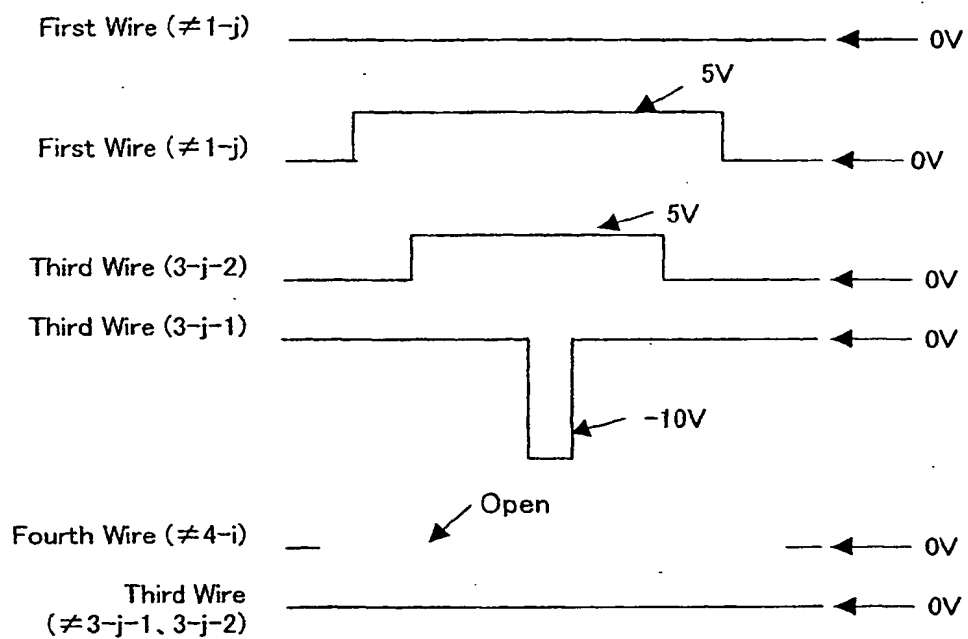 First Wire (≠1-j)
0V
5V
First Wire (≠1-j)
0V
5V
Third Wire (3-j-2)
0V
Third Wire (3-j-1)
0V
-10V
Open
Fourth Wire (≠4-i)
0V
Third Wire
(≠3-j-1、3-j-2)
0V